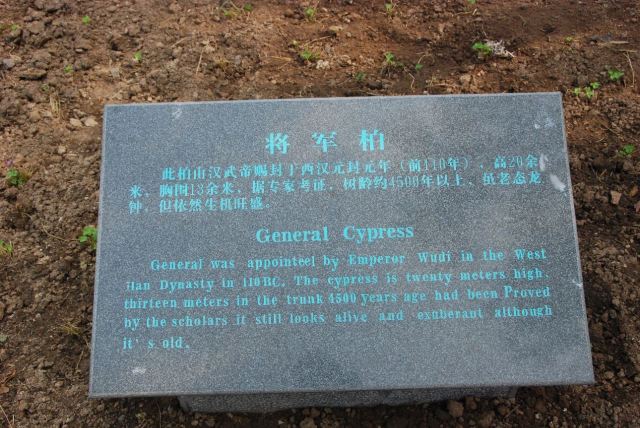 将军柏
此柏由汉武帝赐封于西汉元封元年（前110年），高20余
米，胸围13余米，据专家考证，树龄约4500年以上、虽老态龙
钟，但依然生机旺盛。
General Cypress
General was appointeel by Emperor Wudi in the West
Han Dynasty in 110BC. The cypress is twenty meters high,
thirteen meters in the trunk 4500 years age had been Proved
by the scholars it still looks alive and exuberant although
it's old.